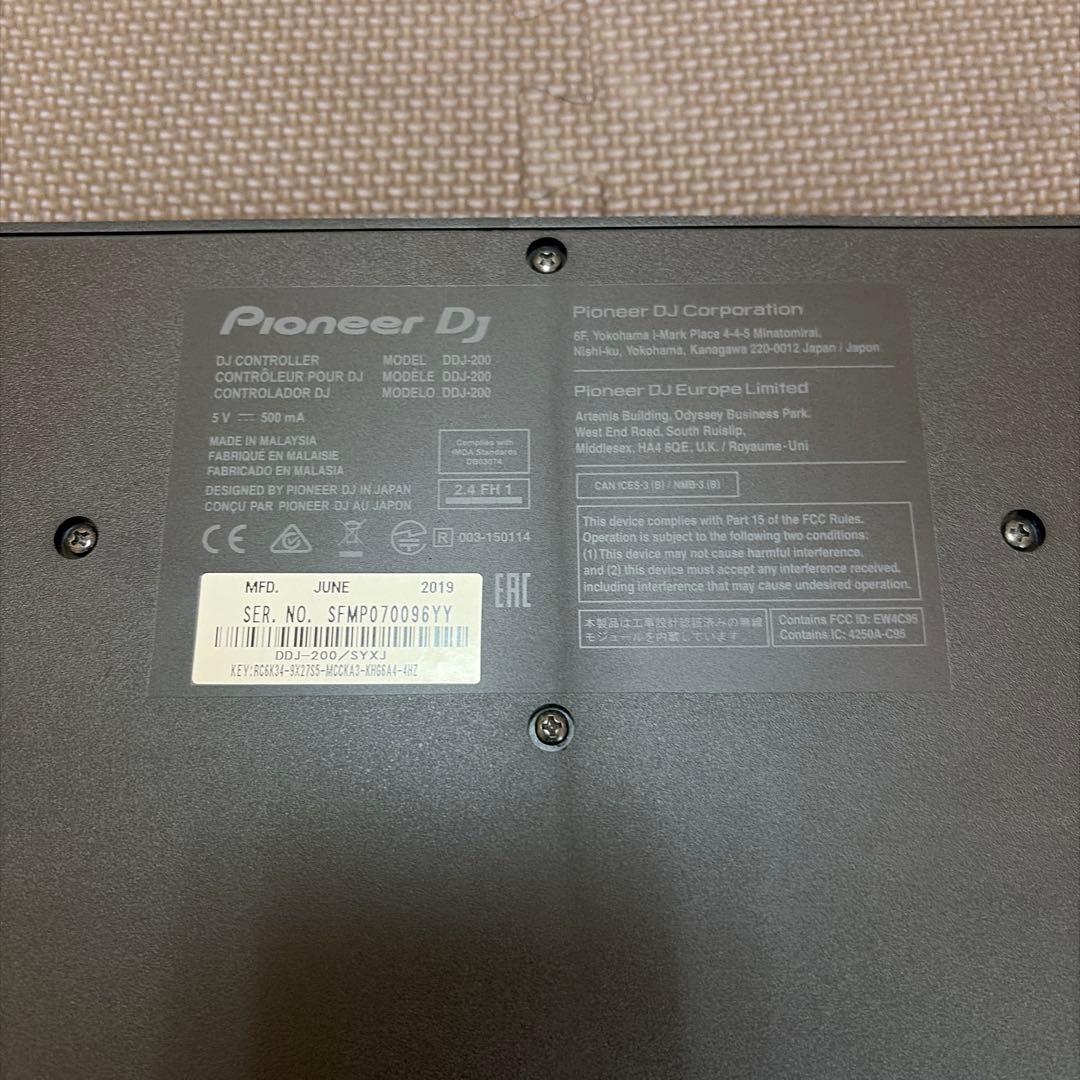 Pioneer DJ
DJ CONTROLLER MODEL DDJ-200
CONTRÔLEUR POUR DJ MODÈLE DDJ-200
CONTROLADOR DJ MODELO DDJ-200
5 V 500 mA
MADE IN MALAYSIA
FABRIQUÉ EN MALAISIE
FABRICADO EN MALASIA
DESIGNED BY PIONEER DJ IN JAPAN
CONÇU PAR PIONEER DJ AU JAPON
Complies with
IMDA Standards
DB03074
2.4 FH 1
CE R 003-150114
EAC
MFD. JUNE 2019
SER. NO. SFMP070096YY
DDJ-200/SYXJ
KEY:RC6K34-9X27S5-MCCKA3-KHG6A4-4HZ
Pioneer DJ Corporation
6F, Yokohama i-Mark Place 4-4-5 Minatomirai,
Nishi-ku, Yokohama, Kanagawa 220-0012 Japan / Japon
Pioneer DJ Europe Limited
Artemis Building, Odyssey Business Park,
West End Road, South Ruislip,
Middlesex, HA4 6QE, U.K. / Royaume-Uni
CAN ICES-3 (B) / NMB-3 (B)
This device complies with Part 15 of the FCC Rules.
Operation is subject to the following two conditions:
(1) This device may not cause harmful interference,
and (2) this device must accept any interference received,
including interference that may cause undesired operation.
本製品は工事設計認証済みの無線
モジュールを内蔵しています
Contains FCC ID: EW4C95
Contains IC: 4250A-C95